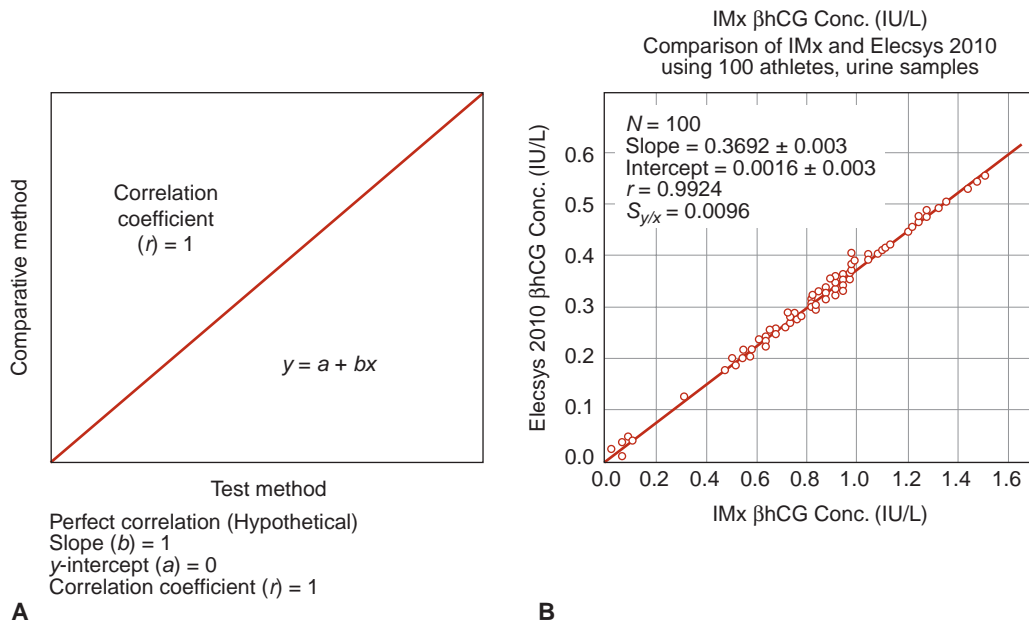 Comparative method
Correlation
coefficient
(r) = 1
y = a + bx
Test method
Perfect correlation (Hypothetical)
Slope (b) = 1
y-intercept (a) = 0
Correlation coefficient (r) = 1
A
IMx βhCG Conc. (IU/L)
Comparison of IMx and Elecsys 2010
using 100 athletes, urine samples
Elecsys 2010 βhCG Conc. (IU/L)
N = 100
Slope = 0.3692 ± 0.003
Intercept = 0.0016 ± 0.003
r = 0.9924
Sy/x = 0.0096
0.6
0.5
0.4
0.3
0.2
0.1
0.0
0.0 0.2 0.4 0.6 0.8 1.0 1.2 1.4 1.6
IMx βhCG Conc. (IU/L)
B